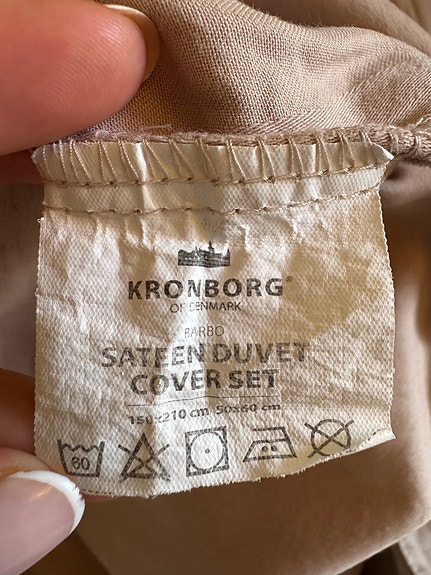 KRONBORG®
OF DENMARK
BARBO
SATEEN DUVET
COVER SET
150x210 cm 50x60 cm
60